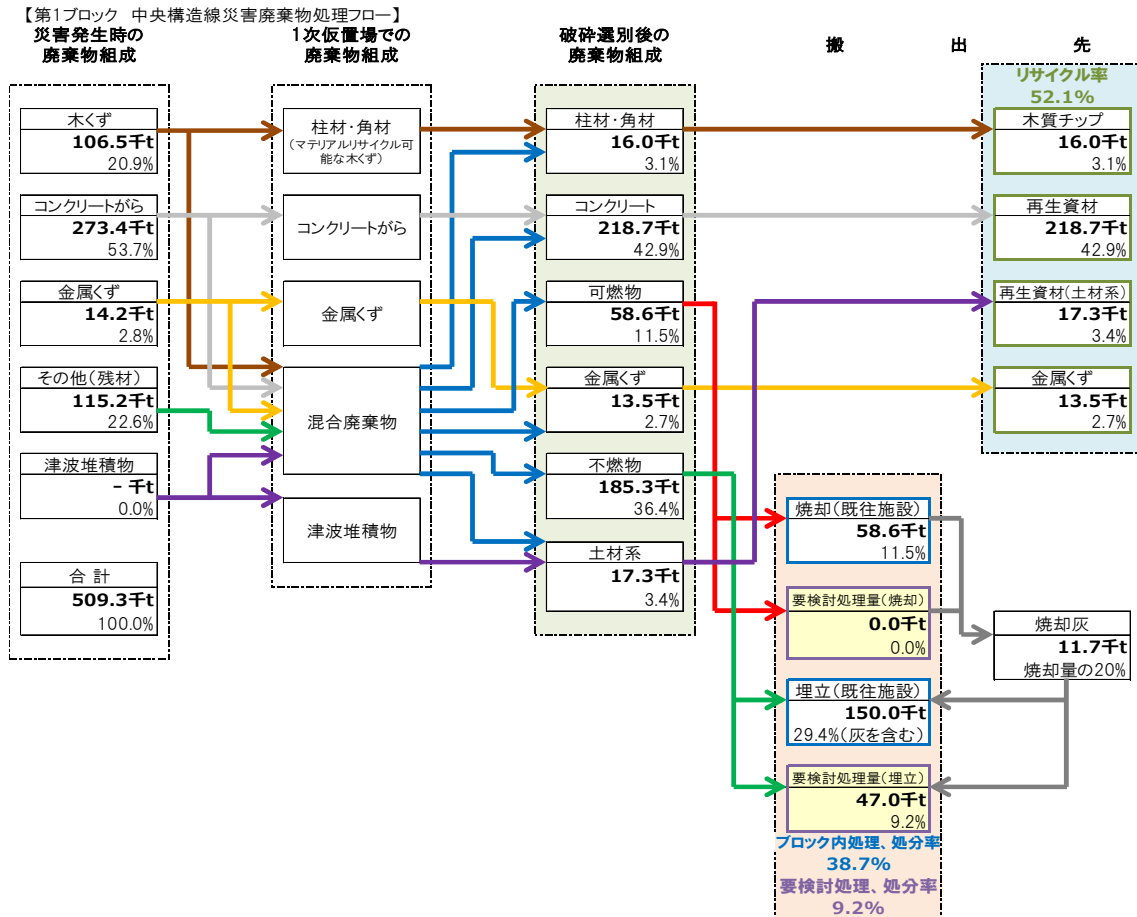 【第1ブロック 中央構造線災害廃棄物処理フロー】
災害発生時の
廃棄物組成
1次仮置場での
廃棄物組成
破砕選別後の
廃棄物組成
搬 出 先
木くず
106.5千t
20.9%
コンクリートがら
273.4千t
53.7%
金属くず
14.2千t
2.8%
その他(残材)
115.2千t
22.6%
津波堆積物
- 千t
0.0%
合 計
509.3千t
100.0%
柱材・角材
(マテリアルリサイクル可
能な木くず)
コンクリートがら
金属くず
混合廃棄物
津波堆積物
柱材・角材
16.0千t
3.1%
コンクリート
218.7千t
42.9%
可燃物
58.6千t
11.5%
金属くず
13.5千t
2.7%
不燃物
185.3千t
36.4%
土材系
17.3千t
3.4%
リサイクル率
52.1%
木質チップ
16.0千t
3.1%
再生資材
218.7千t
42.9%
再生資材(土材系)
17.3千t
3.4%
金属くず
13.5千t
2.7%
焼却(既往施設)
58.6千t
11.5%
要検討処理量(焼却)
0.0千t
0.0%
埋立(既往施設)
150.0千t
29.4%(灰を含む)
要検討処理量(埋立)
47.0千t
9.2%
ブロック内処理、処分率
38.7%
要検討処理、処分率
9.2%
焼却灰
11.7千t
焼却量の20%